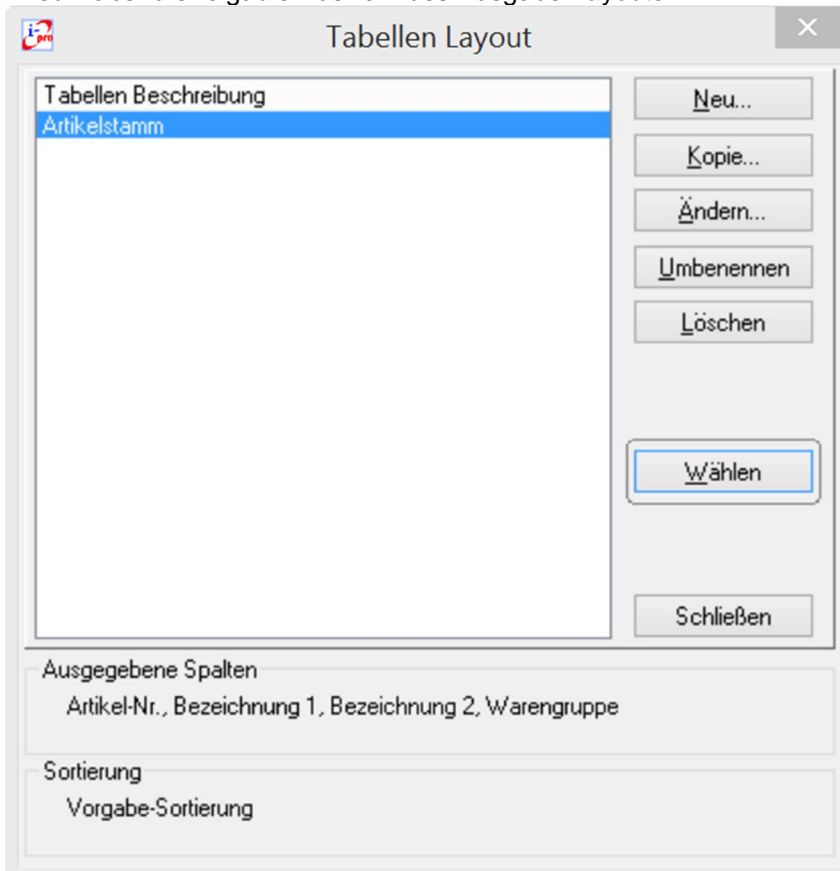 i-pro
Tabellen Layout
Tabellen Beschreibung
Artikelstamm
Neu...
Kopie...
Ändern...
Umbenennen
Löschen
Wählen
Schließen
Ausgegebene Spalten
Artikel-Nr., Bezeichnung 1, Bezeichnung 2, Warengruppe
Sortierung
Vorgabe-Sortierung